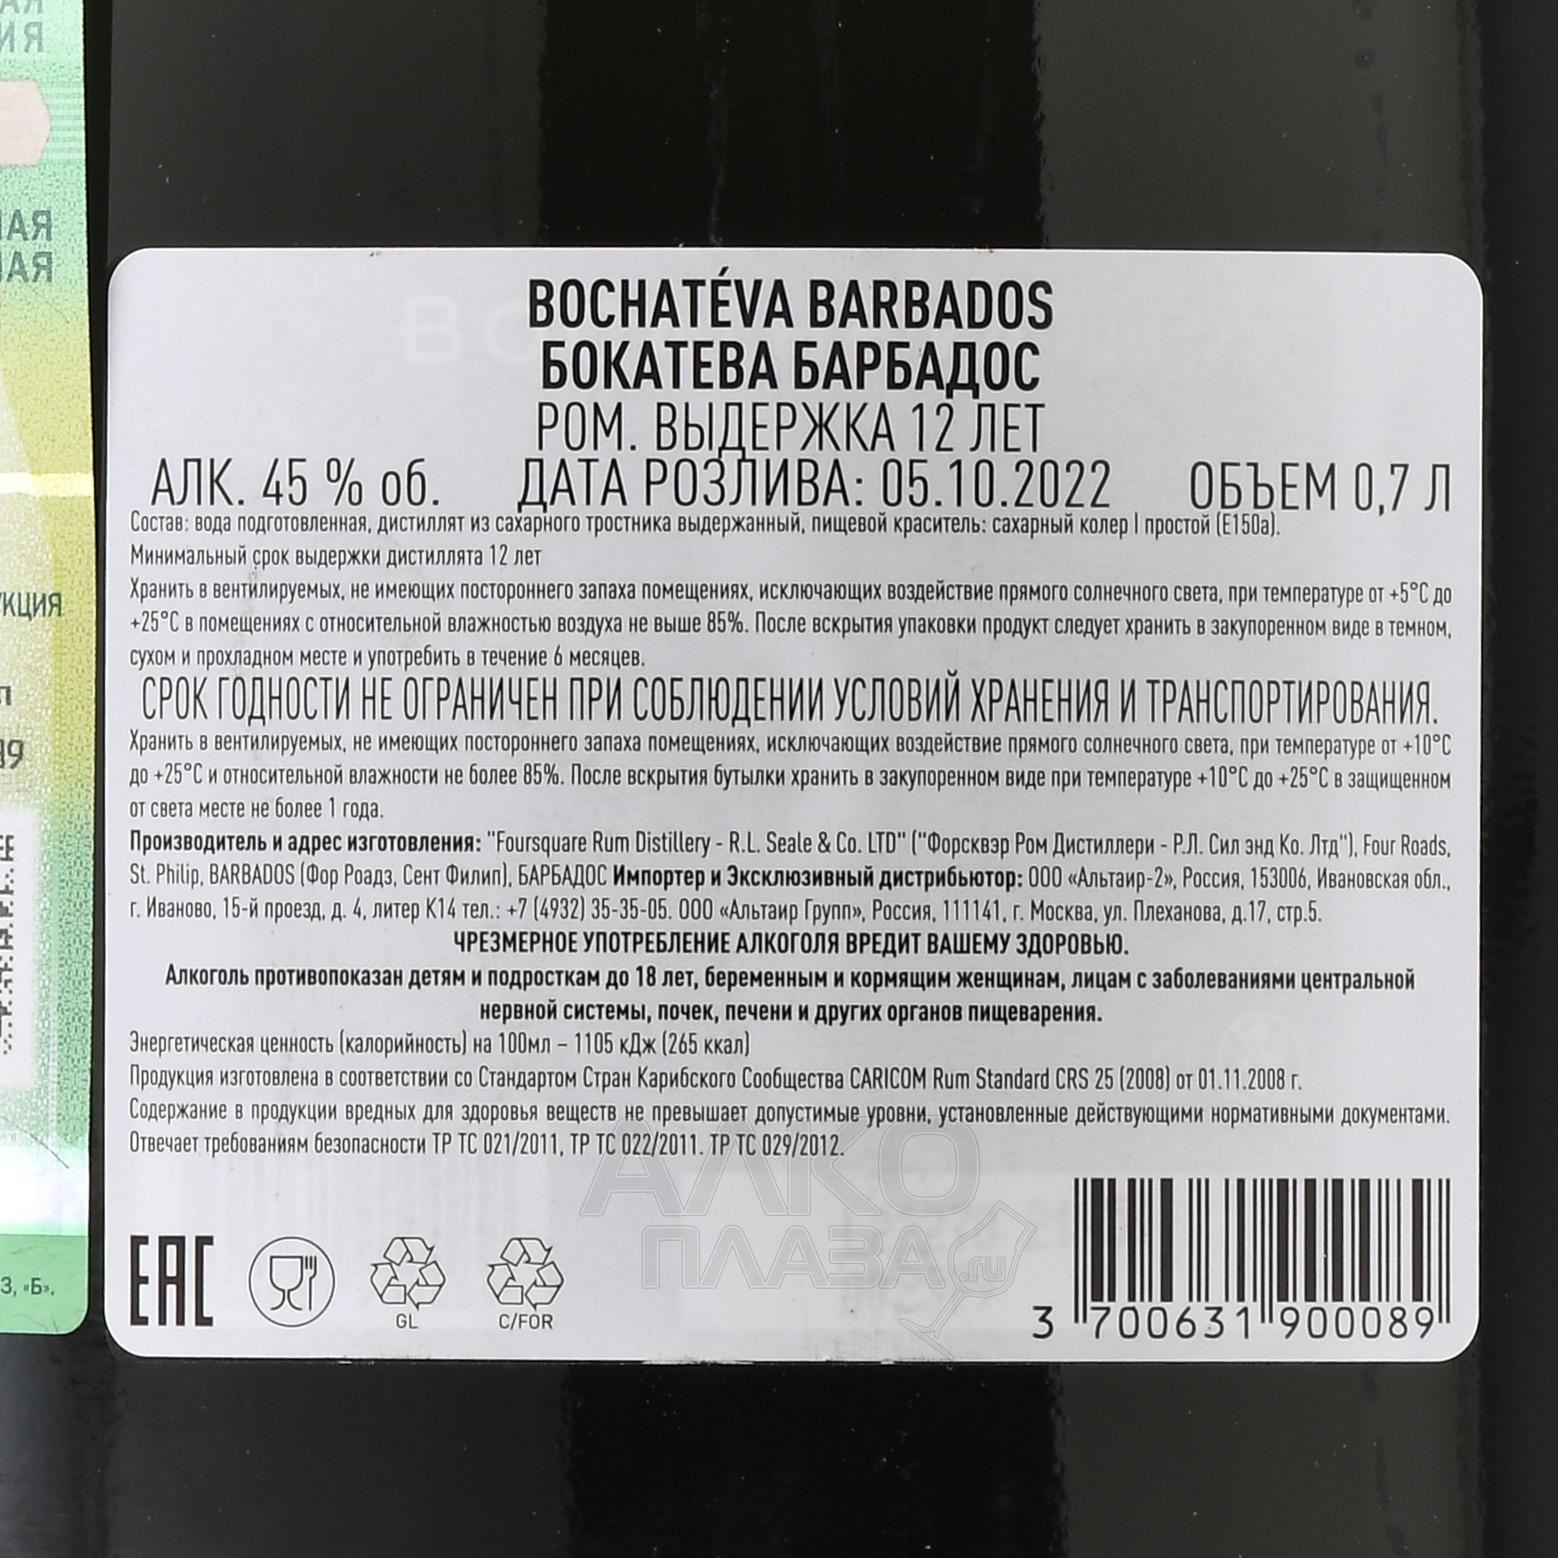 BOCHATÉVA BARBADOS
БОКАТЕВА БАРБАДОС
РОМ. ВЫДЕРЖКА 12 ЛЕТ
АЛК. 45 % об. ДАТА РОЗЛИВА: 05.10.2022 ОБЪЕМ 0,7 Л
Состав: вода подготовленная, дистиллят из сахарного тростника выдержанный, пищевой краситель: сахарный колер I простой (Е150а).
Минимальный срок выдержки дистиллята 12 лет
Хранить в вентилируемых, не имеющих постороннего запаха помещениях, исключающих воздействие прямого солнечного света, при температуре от +5°С до
+25°С в помещениях с относительной влажностью воздуха не выше 85%. После вскрытия упаковки продукт следует хранить в закупоренном виде в темном,
сухом и прохладном месте и употребить в течение 6 месяцев.
СРОК ГОДНОСТИ НЕ ОГРАНИЧЕН ПРИ СОБЛЮДЕНИИ УСЛОВИЙ ХРАНЕНИЯ И ТРАНСПОРТИРОВАНИЯ.
Хранить в вентилируемых, не имеющих постороннего запаха помещениях, исключающих воздействие прямого солнечного света, при температуре от +10°С
до +25°С и относительной влажности не более 85%. После вскрытия бутылки хранить в закупоренном виде при температуре +10°С до +25°С в защищенном
от света месте не более 1 года.
Производитель и адрес изготовления: "Foursquare Rum Distillery - R.L. Seale & Co. LTD" ("Форсквэр Ром Дистиллери - Р.Л. Сил энд Ко. Лтд"), Four Roads,
St. Philip, BARBADOS (Фор Роадз, Сент Филип), БАРБАДОС Импортер и Эксклюзивный дистрибьютор: ООО «Альтаир-2», Россия, 153006, Ивановская обл.,
г. Иваново, 15-й проезд, д. 4, литер К14 тел.: +7 (4932) 35-35-05. ООО «Альтаир Групп», Россия, 111141, г. Москва, ул. Плеханова, д.17, стр.5.
ЧРЕЗМЕРНОЕ УПОТРЕБЛЕНИЕ АЛКОГОЛЯ ВРЕДИТ ВАШЕМУ ЗДОРОВЬЮ.
Алкоголь противопоказан детям и подросткам до 18 лет, беременным и кормящим женщинам, лицам с заболеваниями центральной
нервной системы, почек, печени и других органов пищеварения.
Энергетическая ценность (калорийность) на 100мл – 1105 кДж (265 ккал)
Продукция изготовлена в соответствии со Стандартом Стран Карибского Сообщества CARICOM Rum Standard CRS 25 (2008) от 01.11.2008 г.
Содержание в продукции вредных для здоровья веществ не превышает допустимые уровни, установленные действующими нормативными документами.
Отвечает требованиям безопасности ТР ТС 021/2011, ТР ТС 022/2011. ТР ТС 029/2012.
АЛКО
ПЛАЗА .ru
EAC
GL
C/FOR
3 700631 900089